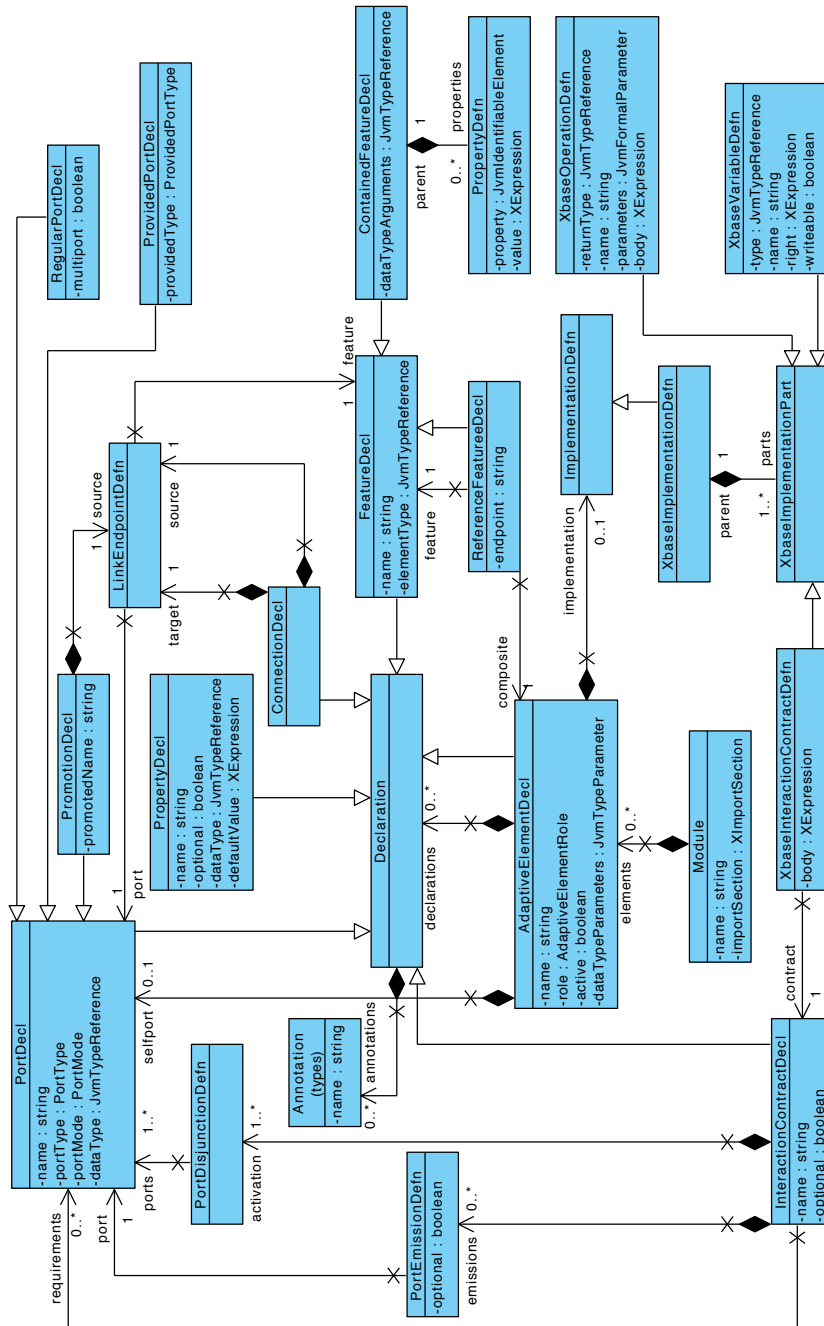 RegularPortDecl
-multiport : boolean
ProvidedPortDecl
-providedType : ProvidedPortType
ContainedFeatureDecl
-dataTypeArguments : JvmTypeReference
parent
1
0..*
properties
PropertyDefn
-property : JvmIdentifiableElement
-value : XExpression
XbaseOperationDefn
-returnType : JvmTypeReference
-name : string
-parameters : JvmFormalParameter
-body : XExpression
XbaseVariableDefn
-type : JvmTypeReference
-name : string
-right : XExpression
-writeable : boolean
LinkEndpointDefn
1
source
source
1
target
1
1
feature
FeatureDecl
-name : string
-elementType : JvmTypeReference
feature
1
ReferenceFeatureeDecl
-endpoint : string
ImplementationDefn
implementation
0..1
XbaseImplementationDefn
parent
1
1..*
parts
XbaseImplementationPart
PromotionDecl
-promotedName : string
ConnectionDecl
PropertyDecl
-name : string
-optional : boolean
-dataType : JvmTypeReference
-defaultValue : XExpression
Declaration
declarations
0..*
composite
1
AdaptiveElementDecl
-name : string
-role : AdaptiveElementRole
-active : boolean
-dataTypeParameters : JvmTypeParameter
elements
0..*
Module
-name : string
-importSection : XImportSection
XbaseInteractionContractDefn
-body : XExpression
contract
1
PortDecl
-name : string
-portType : PortType
-portMode : PortMode
-dataType : JvmTypeReference
1
port
selfport
0..1
Annotation
(types)
-name : string
0..*
annotations
ports
1..*
PortDisjunctionDefn
activation
1..*
requirements
0..*
port
1
PortEmissionDefn
-optional : boolean
emissions
0..*
InteractionContractDecl
-name : string
-optional : boolean